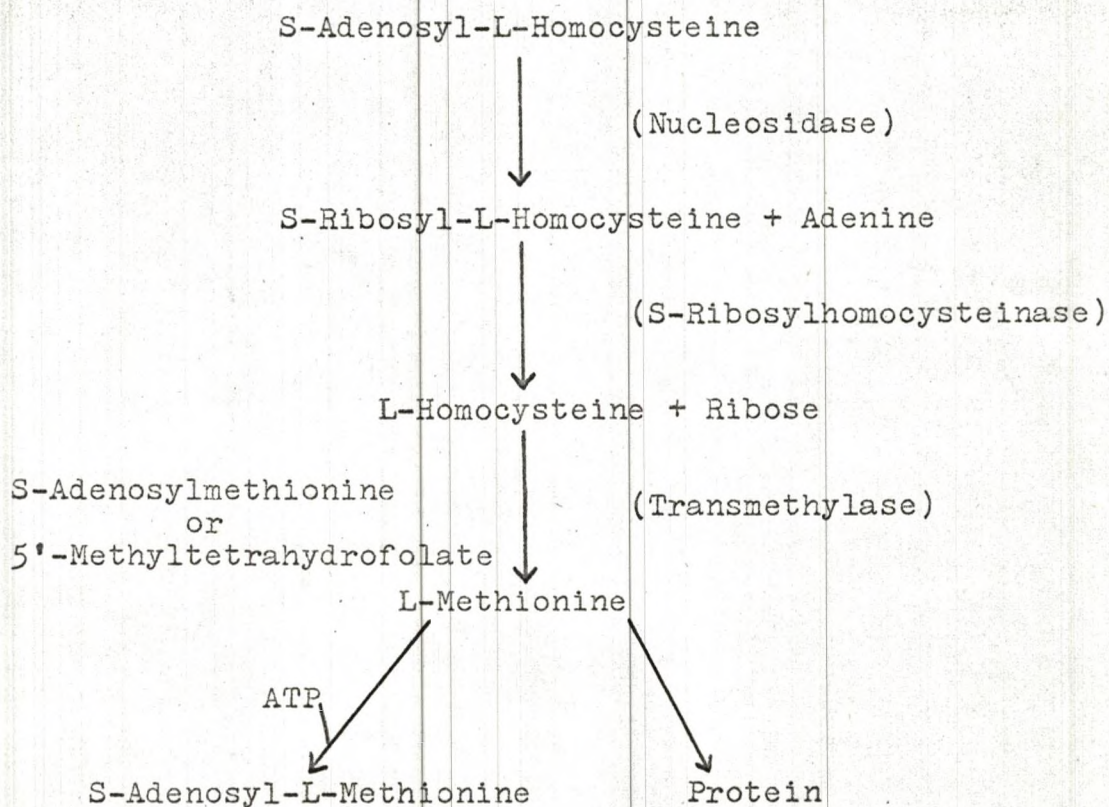 S-Adenosyl-L-Homocysteine
(Nucleosidase)
S-Ribosyl-L-Homocysteine + Adenine
(S-Ribosylhomocysteinase)
L-Homocysteine + Ribose
S-Adenosylmethionine
or
5'-Methyltetrahydrofolate
(Transmethylase)
L-Methionine
ATP
S-Adenosyl-L-Methionine
Protein